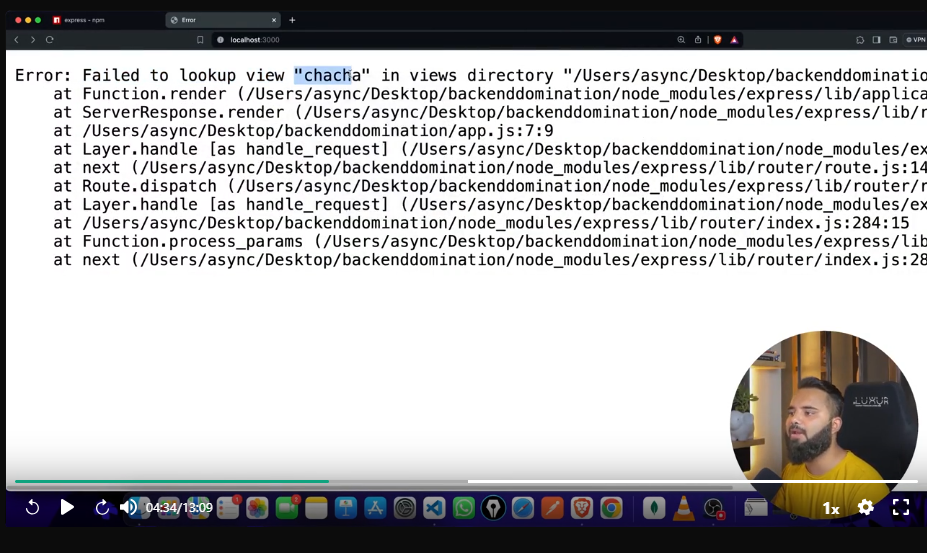 express - npm
Error
localhost:3000
VPN
Error: Failed to lookup view "chacha" in views directory "/Users/async/Desktop/backenddominatio
at Function.render (/Users/async/Desktop/backenddomination/node_modules/express/lib/applica
at ServerResponse.render (/Users/async/Desktop/backenddomination/node_modules/express/lib/r
at /Users/async/Desktop/backenddomination/app.js:7:9
at Layer.handle [as handle_request] (/Users/async/Desktop/backenddomination/node_modules/ex
at next (/Users/async/Desktop/backenddomination/node_modules/express/lib/router/route.js:14
at Route.dispatch (/Users/async/Desktop/backenddomination/node_modules/express/lib/router/r
at Layer.handle [as handle_request] (/Users/async/Desktop/backenddomination/node_modules/ex
at /Users/async/Desktop/backenddomination/node_modules/express/lib/router/index.js:284:15
at Function.process_params (/Users/async/Desktop/backenddomination/node_modules/express/lib
at next (/Users/async/Desktop/backenddomination/node_modules/express/lib/router/index.js:28
LUXUR
04:34/13:09
1x